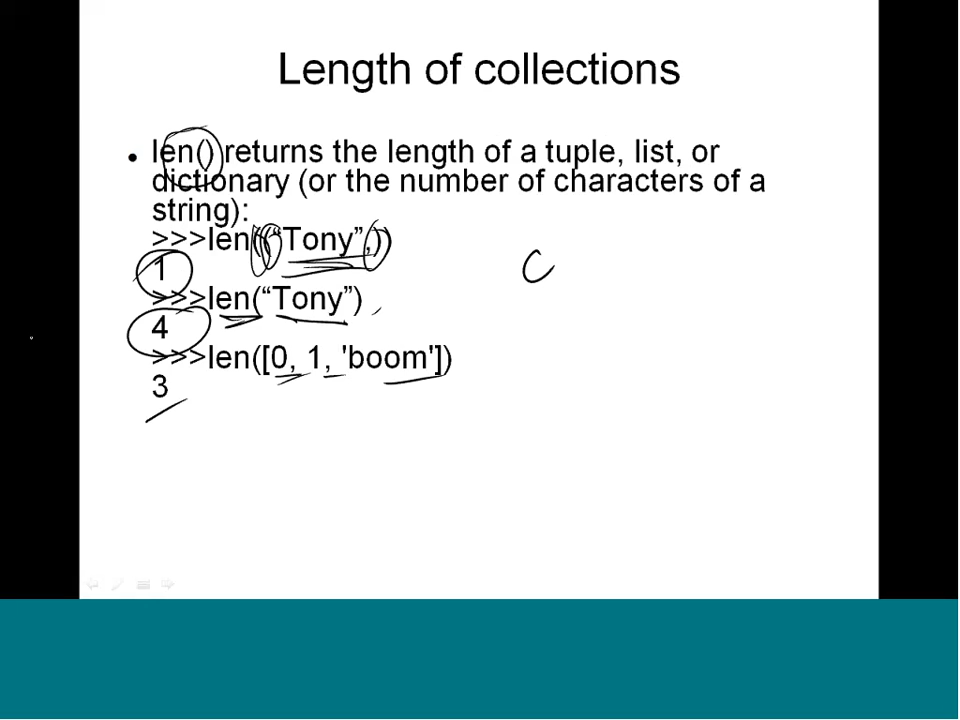 Length of collections
• len() returns the length of a tuple, list, or
dictionary (or the number of characters of a
string):
>>>len((“Tony”,))
1
>>>len(“Tony”)
4
>>>len([0, 1, 'boom'])
3
C